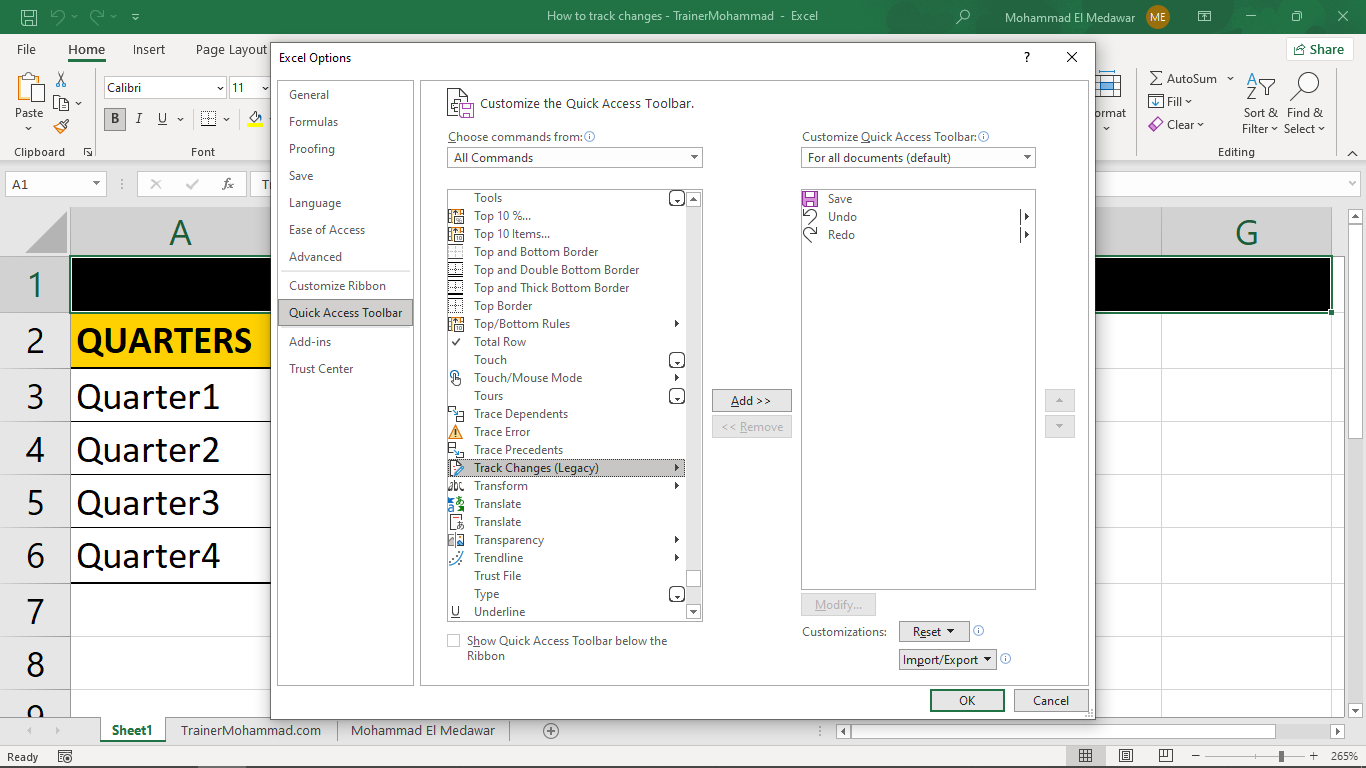 How to track changes - TrainerMohammad - Excel
Mohammad El Medawar
ME
File
Home
Insert
Page Layout
Share
Paste
Clipboard
Calibri
11
B I U
Font
AutoSum
Fill
Clear
Sort & Filter
Find & Select
Editing
A1
fx
Excel Options
?
General
Formulas
Proofing
Save
Language
Ease of Access
Advanced
Customize Ribbon
Quick Access Toolbar
Add-ins
Trust Center
Customize the Quick Access Toolbar.
Choose commands from:
All Commands
Tools
Top 10 %...
Top 10 Items...
Top and Bottom Border
Top and Double Bottom Border
Top and Thick Bottom Border
Top Border
Top/Bottom Rules
Total Row
Touch
Touch/Mouse Mode
Tours
Trace Dependents
Trace Error
Trace Precedents
Track Changes (Legacy)
Transform
Translate
Translate
Transparency
Trendline
Trust File
Type
Underline
Show Quick Access Toolbar below the
Ribbon
Add >>
<< Remove
Customize Quick Access Toolbar:
For all documents (default)
Save
Undo
Redo
Modify...
Customizations:
Reset
Import/Export
OK
Cancel
A
G
1
2 QUARTERS
3 Quarter1
4 Quarter2
5 Quarter3
6 Quarter4
7
8
9
Sheet1
TrainerMohammad.com
Mohammad El Medawar
Ready
265%